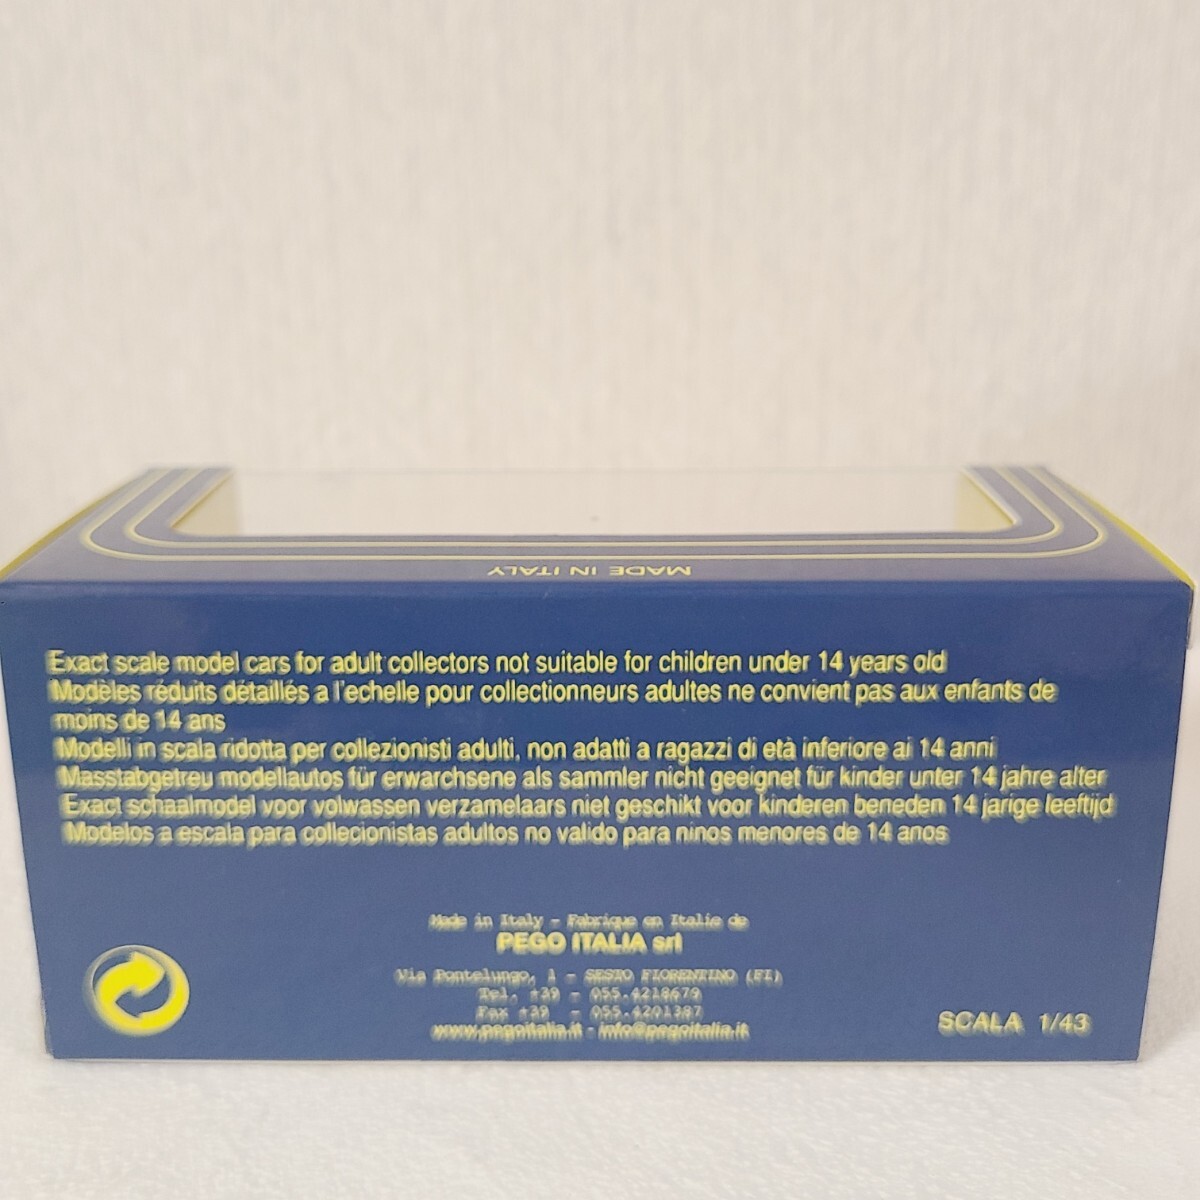 MADE IN ITALY
Exact scale model cars for adult collectors not suitable for children under 14 years old
Modèles réduits détaillés a l'echelle pour collectionneurs adultes ne convient pas aux enfants de
moins de 14 ans
Modelli in scala ridotta per collezionisti adulti, non adatti a ragazzi di età inferiore ai 14 anni
Masstabgetreu modellautos für erwarchsene als sammler nicht geeignet für kinder unter 14 jahre alter
Exact schaalmodel voor volwassen verzamelaars niet geschikt voor kinderen beneden 14 jarige leeftijd
Modelos a escala para collecionistas adultos no valido para ninos menores de 14 anos
Made in Italy - Fabrique en Italie de
PEGO ITALIA srl
Via Pontelungo, 1 - SESTO FIORENTINO (FI)
Tel. +39 - 055.4218679
Fax +39 - 055.4201387
www.pegoitalia.it - info@pegoitalia.it
SCALA 1/43